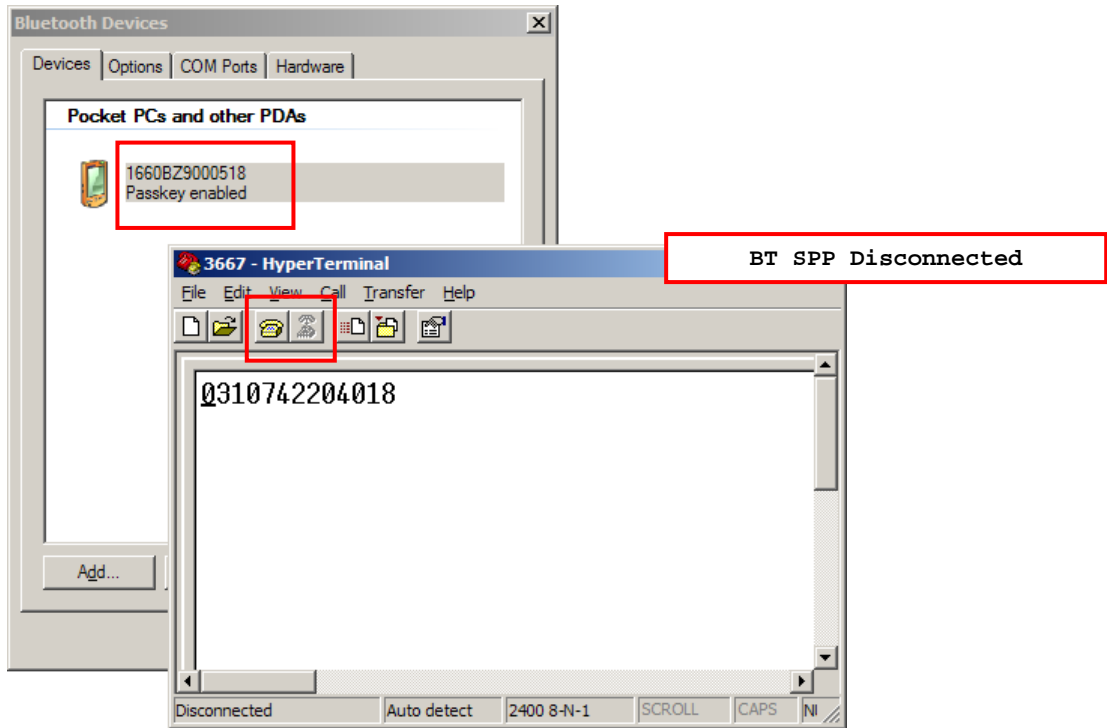 Bluetooth Devices
Devices Options COM Ports Hardware
Pocket PCs and other PDAs
1660BZ9000518
Passkey enabled
BT SPP Disconnected
3667 - HyperTerminal
File Edit View Call Transfer Help
0310742204018
Add...
Disconnected Auto detect 2400 8-N-1 SCROLL CAPS